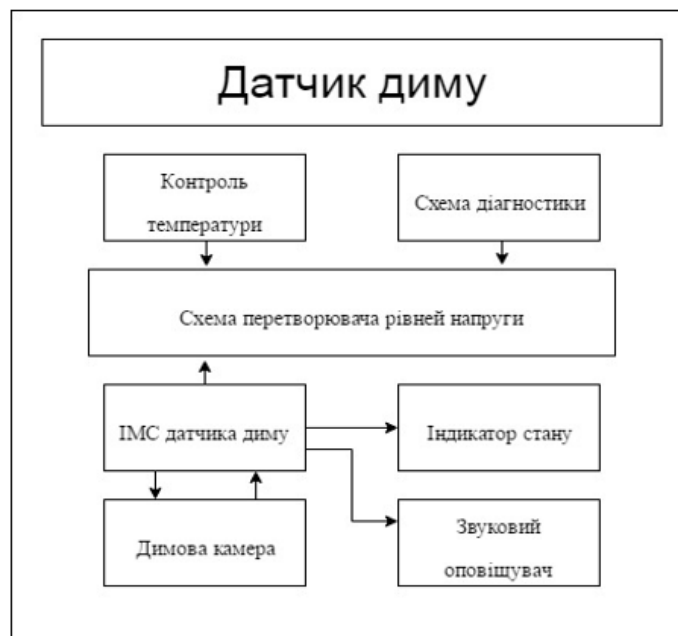 Датчик диму
Контроль
температури
Схема діагностики
Схема перетворювача рівней напруги
ІМС датчика диму
Індикатор стану
Димова камера
Звуковий
оповіщувач